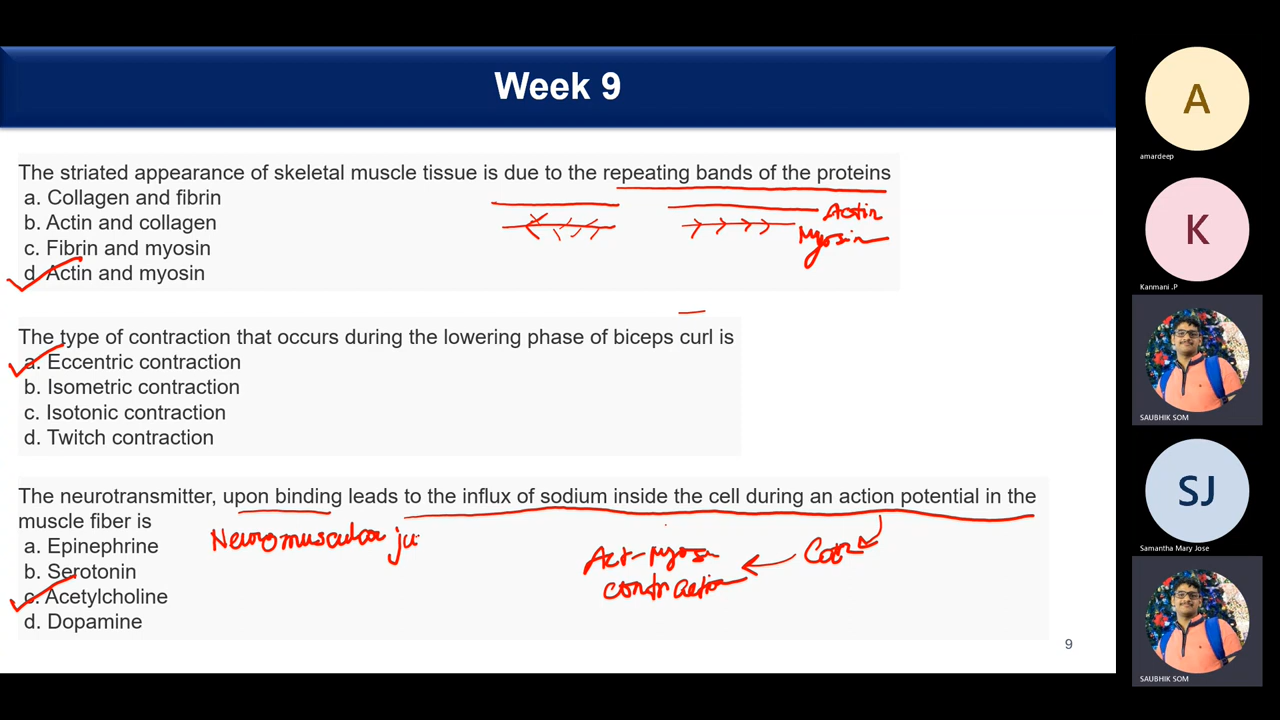 Week 9
The striated appearance of skeletal muscle tissue is due to the repeating bands of the proteins
a. Collagen and fibrin
b. Actin and collagen
c. Fibrin and myosin
d. Actin and myosin
Actin
Myosin
The type of contraction that occurs during the lowering phase of biceps curl is
a. Eccentric contraction
b. Isometric contraction
c. Isotonic contraction
d. Twitch contraction
The neurotransmitter, upon binding leads to the influx of sodium inside the cell during an action potential in the
muscle fiber is
a. Epinephrine
b. Serotonin
c. Acetylcholine
d. Dopamine
Neuromuscular ju
Act-Myosin
contraction
9
A
amardeep
K
Kanmani .P
SAUBHIK SOM
SJ
Samantha Mary Jose
SAUBHIK SOM